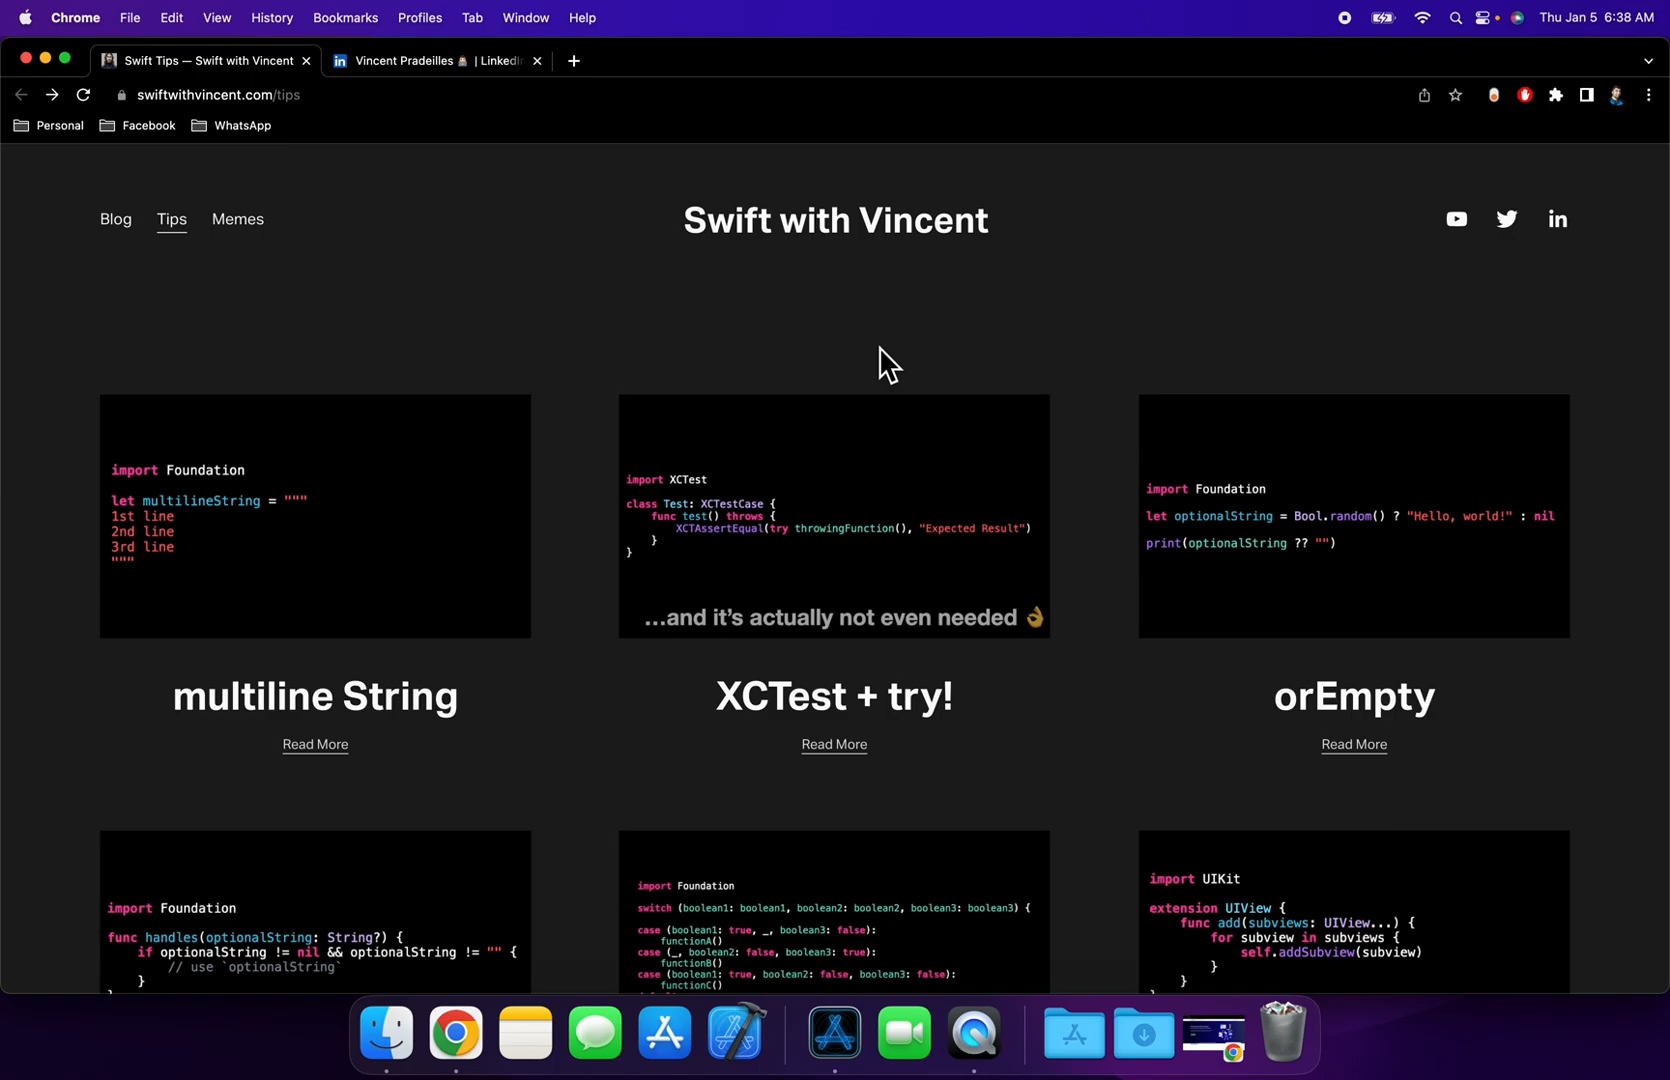 Chrome File Edit View History Bookmarks Profiles Tab Window Help Thu Jan 5 6:38 AM
Swift Tips — Swift with Vincent Vincent Pradeilles | LinkedIn
swiftwithvincent.com/tips
Personal Facebook WhatsApp
Blog Tips Memes
Swift with Vincent
import Foundation
let multilineString = """
1st line
2nd line
3rd line
"""
multiline String
Read More
import XCTest
class Test: XCTestCase {
func test() throws {
XCTAssertEqual(try throwingFunction(), "Expected Result")
}
}
...and it's actually not even needed 👌
XCTest + try!
Read More
import Foundation
let optionalString = Bool.random() ? "Hello, world!" : nil
print(optionalString ?? "")
orEmpty
Read More
import Foundation
func handles(optionalString: String?) {
if optionalString != nil && optionalString != "" {
// use `optionalString`
}
import Foundation
switch (boolean1: boolean1, boolean2: boolean2, boolean3: boolean3) {
case (boolean1: true, _, boolean3: false):
functionA()
case (_, boolean2: false, boolean3: true):
functionB()
case (boolean1: true, boolean2: false, boolean3: false):
functionC()
import UIKit
extension UIView {
func add(subviews: UIView...) {
for subview in subviews {
self.addSubview(subview)
}
}